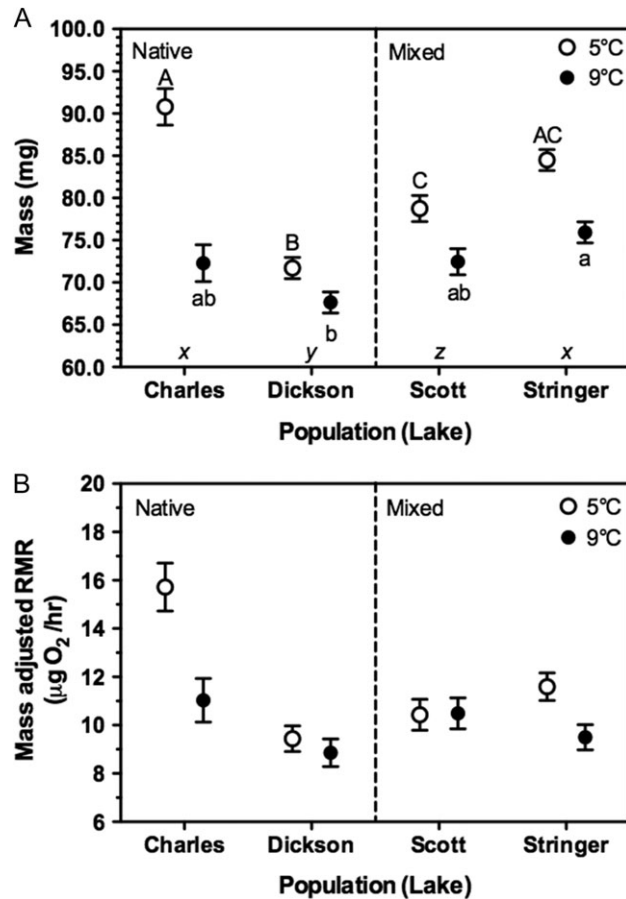 A
Mass (mg)
100.0
95.0
90.0
85.0
80.0
75.0
70.0
65.0
60.0
Native
Mixed
5°C
9°C
A
ab
B
b
C
ab
AC
a
x
y
z
x
Charles
Dickson
Scott
Stringer
Population (Lake)
B
Mass adjusted RMR
(µg O₂ /hr)
20
18
16
14
12
10
8
6
Native
Mixed
5°C
9°C
Charles
Dickson
Scott
Stringer
Population (Lake)